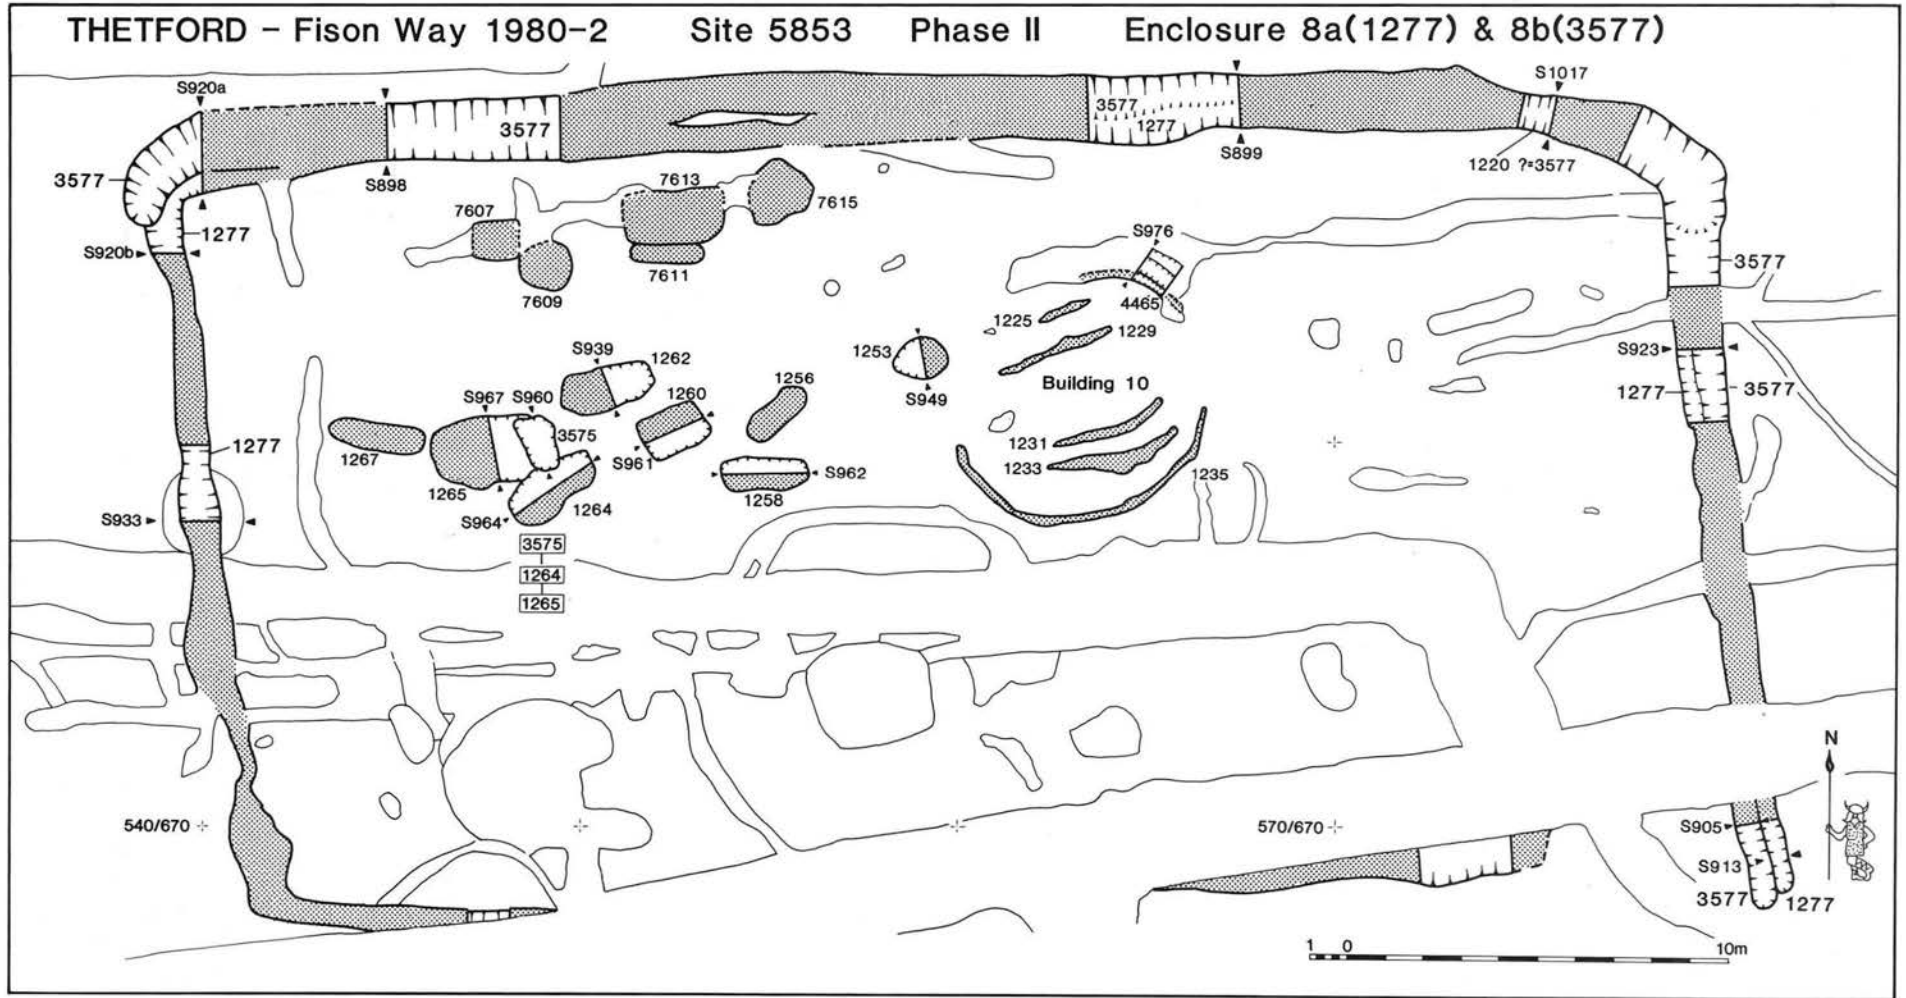 THETFORD – Fison Way 1980–2 Site 5853 Phase II Enclosure 8a(1277) & 8b(3577)
S920a
S1017
3577
3577
1277
S899
1220 ?=3577
3577
S898
7613
7615
7607
1277
S920b
7611
7609
S976
4465
3577
1225
1229
S939
1262
1253
S923
1256
1260
Building 10
S949
1277
3577
S967
S960
3575
1231
1277
1267
S961
1233
1235
1265
S962
1258
1264
S964
S933
3575
1264
1265
N
540/670
570/670
S905
S913
3577
1277
1 0 10m